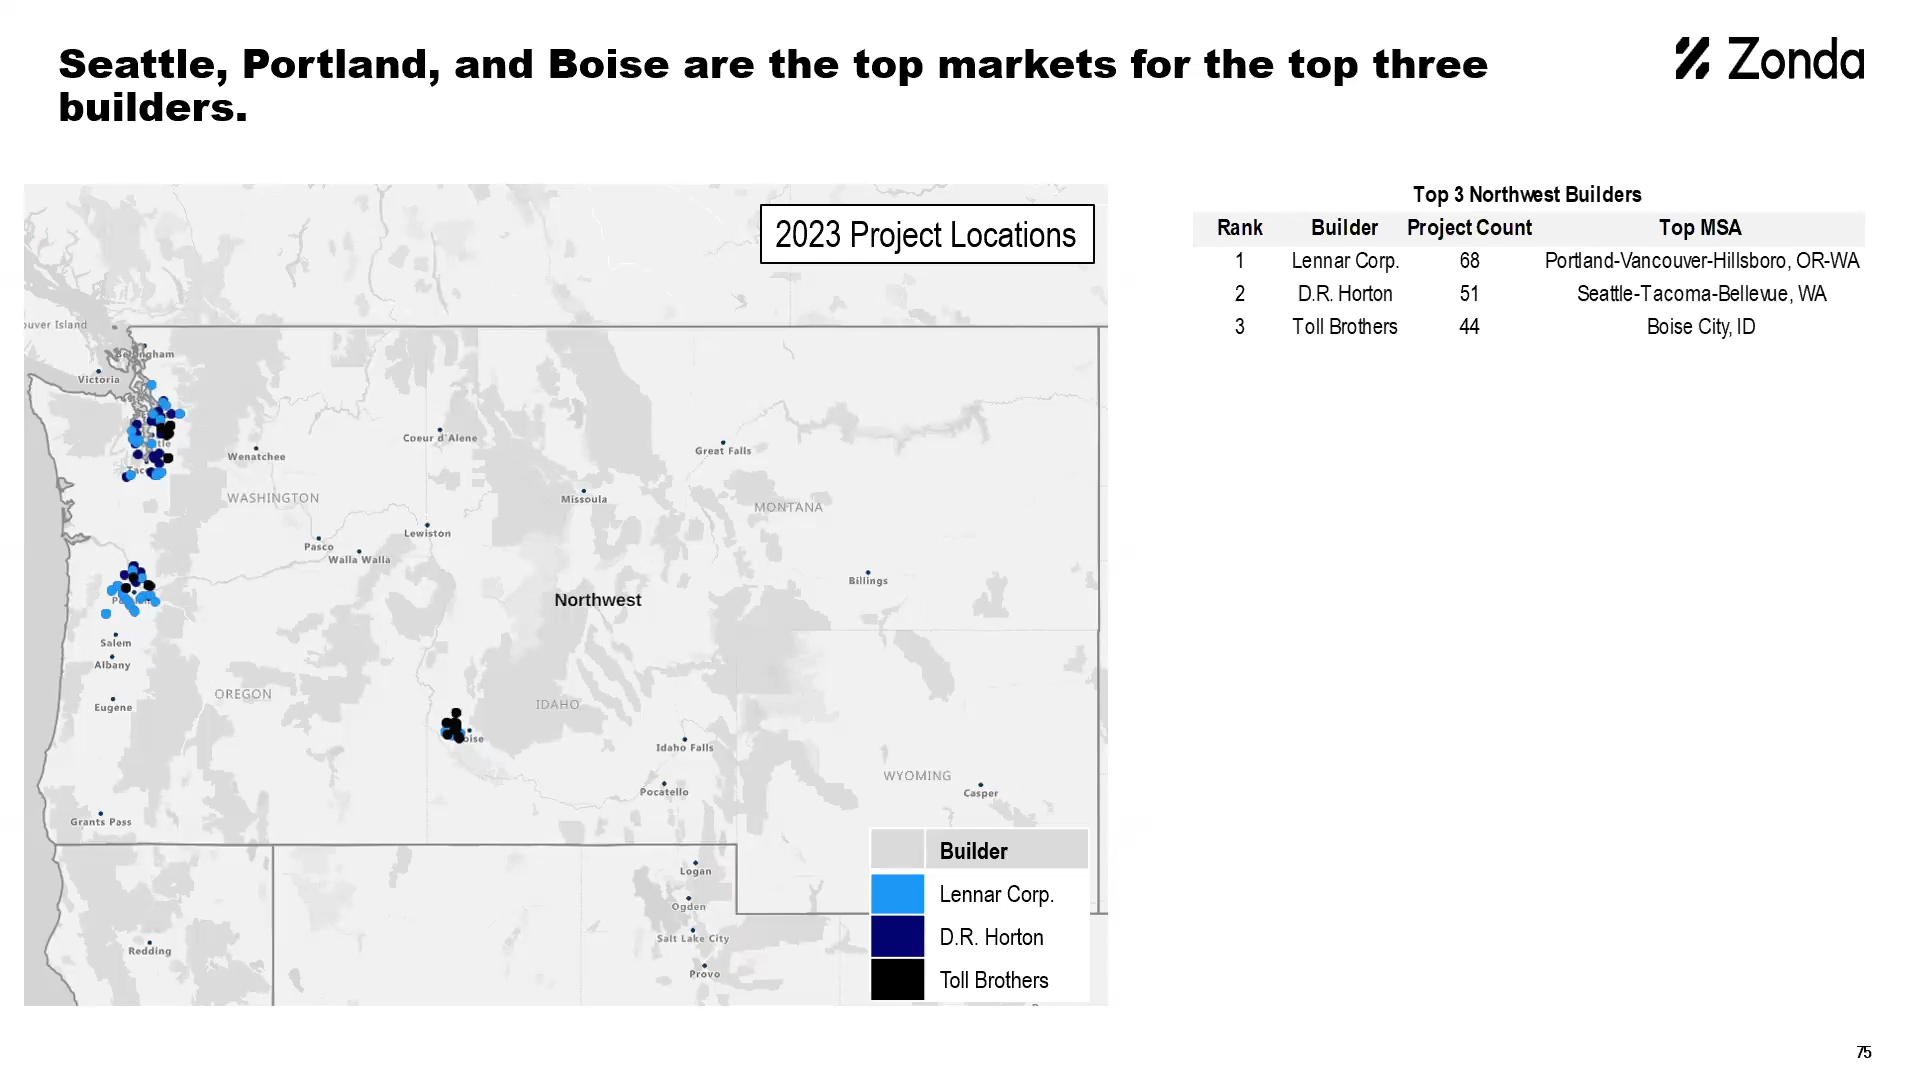 Seattle, Portland, and Boise are the top markets for the top three
builders.
Zonda
2023 Project Locations
Victoria
Wenatchee
Coeur d'Alene
Great Falls
WASHINGTON
Missoula
MONTANA
Lewiston
Pasco
Walla Walla
Billings
Northwest
Salem
Albany
OREGON
IDAHO
Eugene
Idaho Falls
WYOMING
Pocatello
Casper
Grants Pass
Logan
Ogden
Salt Lake City
Redding
Provo
Builder
Lennar Corp.
D.R. Horton
Toll Brothers
Top 3 Northwest Builders
Rank Builder Project Count Top MSA
1 Lennar Corp. 68 Portland-Vancouver-Hillsboro, OR-WA
2 D.R. Horton 51 Seattle-Tacoma-Bellevue, WA
3 Toll Brothers 44 Boise City, ID
75